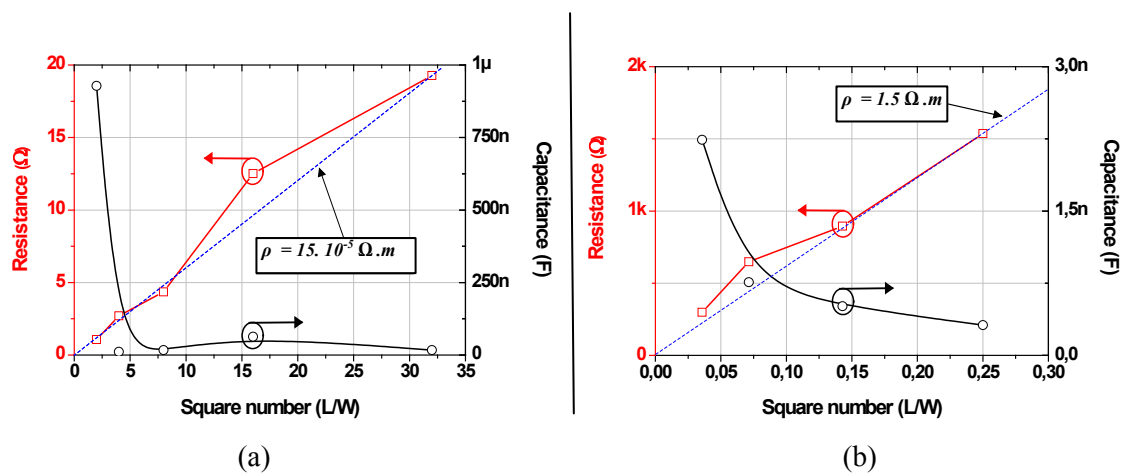 20
15
10
5
0
Resistance (Ω)
1µ
750n
500n
250n
0
Capacitance (F)
ρ = 15. 10⁻⁵ Ω.m
0 5 10 15 20 25 30 35
Square number (L/W)
(a)
2k
1k
0
Resistance (Ω)
3,0n
1,5n
0,0
Capacitance (F)
ρ = 1.5 Ω.m
0,00 0,05 0,10 0,15 0,20 0,25 0,30
Square number (L/W)
(b)